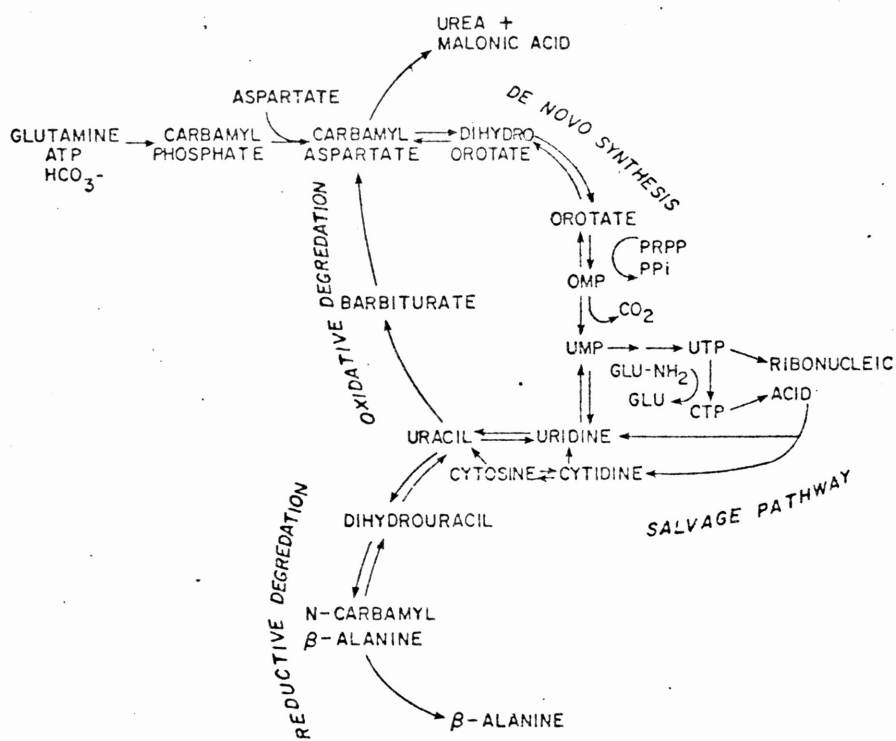 UREA +
MALONIC ACID
ASPARTATE
DE NOVO SYNTHESIS
GLUTAMINE
ATP
HCO3-
CARBAMYL
PHOSPHATE
CARBAMYL
ASPARTATE
DIHYDRO
OROTATE
OROTATE
PRPP
PPi
OMP
CO2
OXIDATIVE DEGREDATION
BARBITURATE
UMP
UTP
RIBONUCLEIC
ACID
GLU-NH2
GLU
CTP
URACIL
URIDINE
CYTOSINE
CYTIDINE
SALVAGE PATHWAY
DIHYDROURACIL
REDUCTIVE DEGREDATION
N-CARBAMYL
β-ALANINE
β-ALANINE